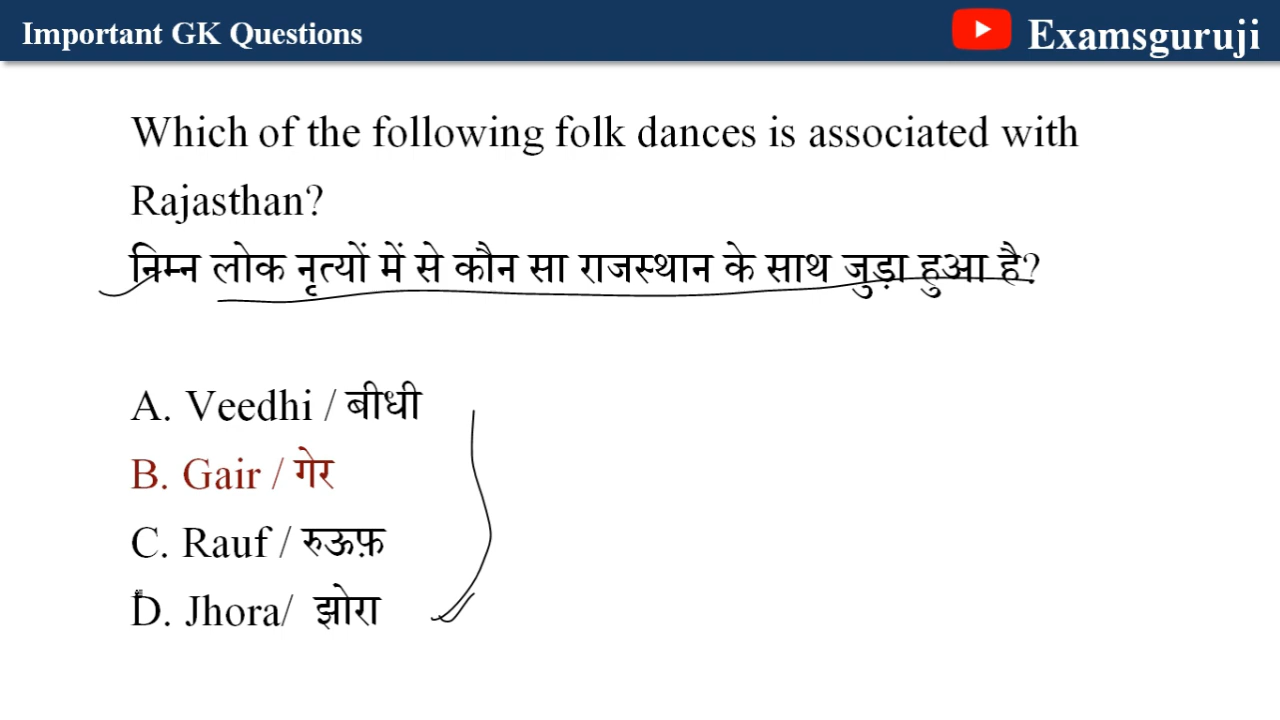 Important GK Questions
Examsguruji
Which of the following folk dances is associated with
Rajasthan?
निम्न लोक नृत्यों में से कौन सा राजस्थान के साथ जुड़ा हुआ है?
A. Veedhi / बीधी
B. Gair / गेर
C. Rauf / रुऊफ़
D. Jhora/ झोरा